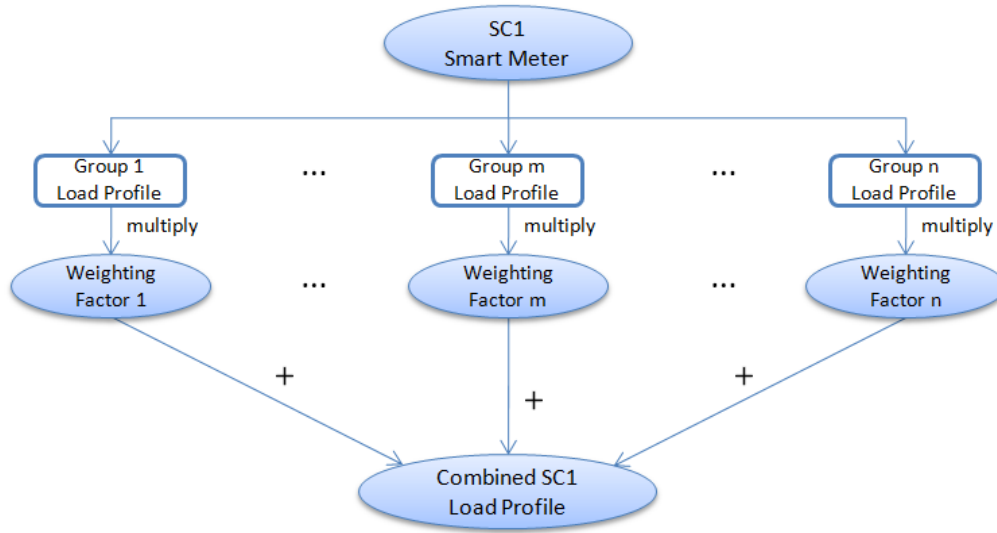 SC1
Smart Meter
Group 1
Load Profile
...
Group m
Load Profile
...
Group n
Load Profile
multiply
multiply
multiply
Weighting
Factor 1
...
Weighting
Factor m
...
Weighting
Factor n
+
+
+
Combined SC1
Load Profile